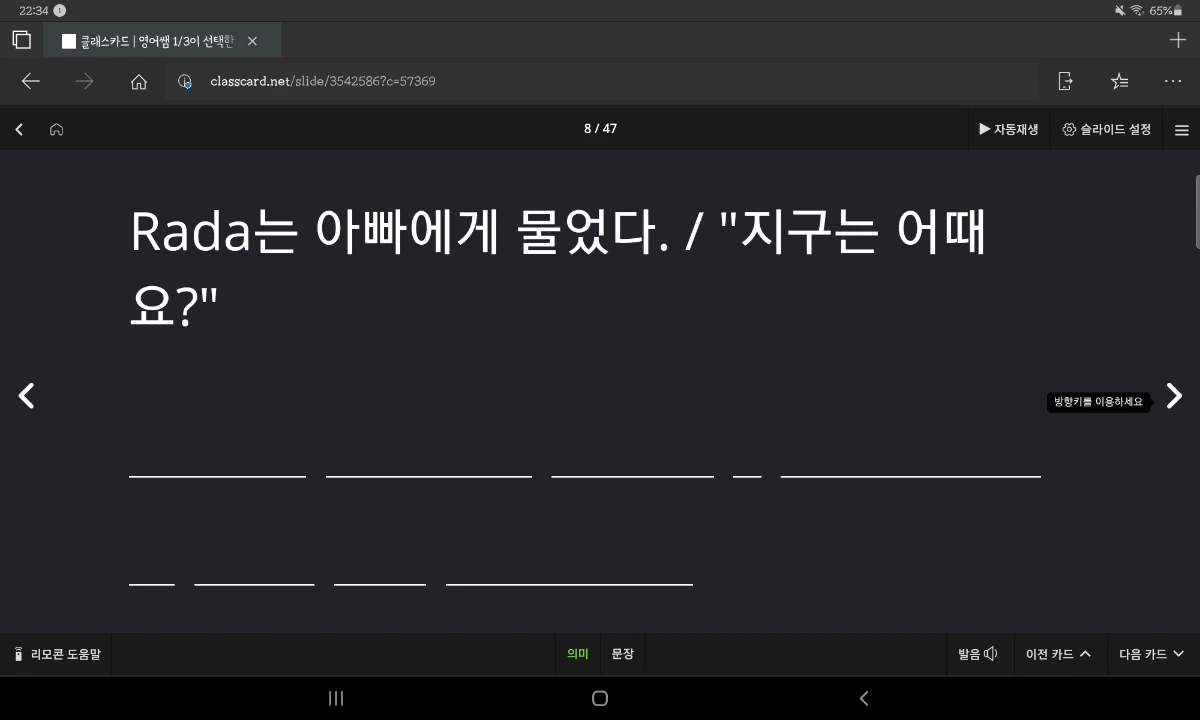 22:34
65%
클래스카드 | 영어쌤 1/3이 선택한
classcard.net/slide/3542586?c=57369
8 / 47
자동재생
슬라이드 설정
Rada는 아빠에게 물었다. / "지구는 어때
요?"
방향키를 이용하세요
리모콘 도움말
의미
문장
발음
이전 카드
다음 카드